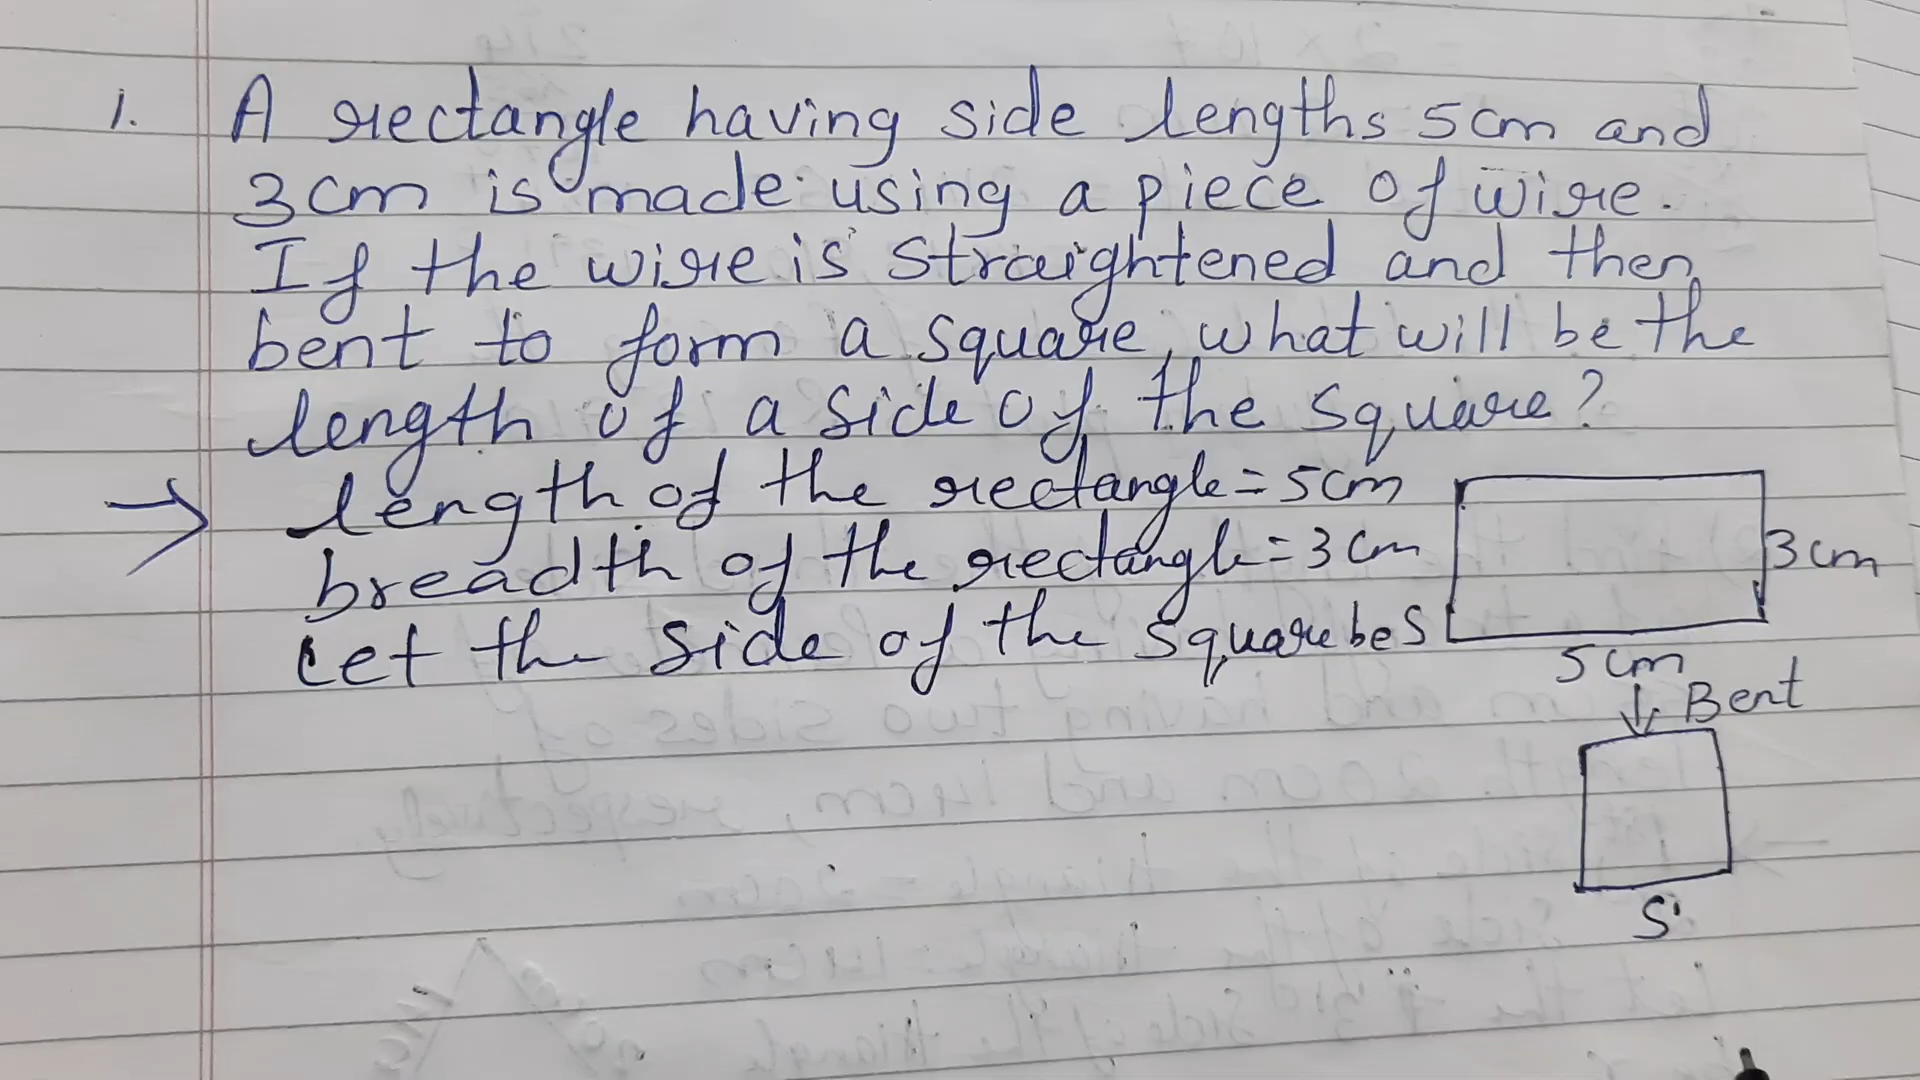 1. A rectangle having side lengths 5cm and
3cm is made using a piece of wire.
If the wire is straightened and then
bent to form a square, what will be the
length of a side of the square?
→ length of the rectangle = 5cm
breadth of the rectangle = 3cm
Let the side of the square be S
3cm
5cm
↓ Bent
S